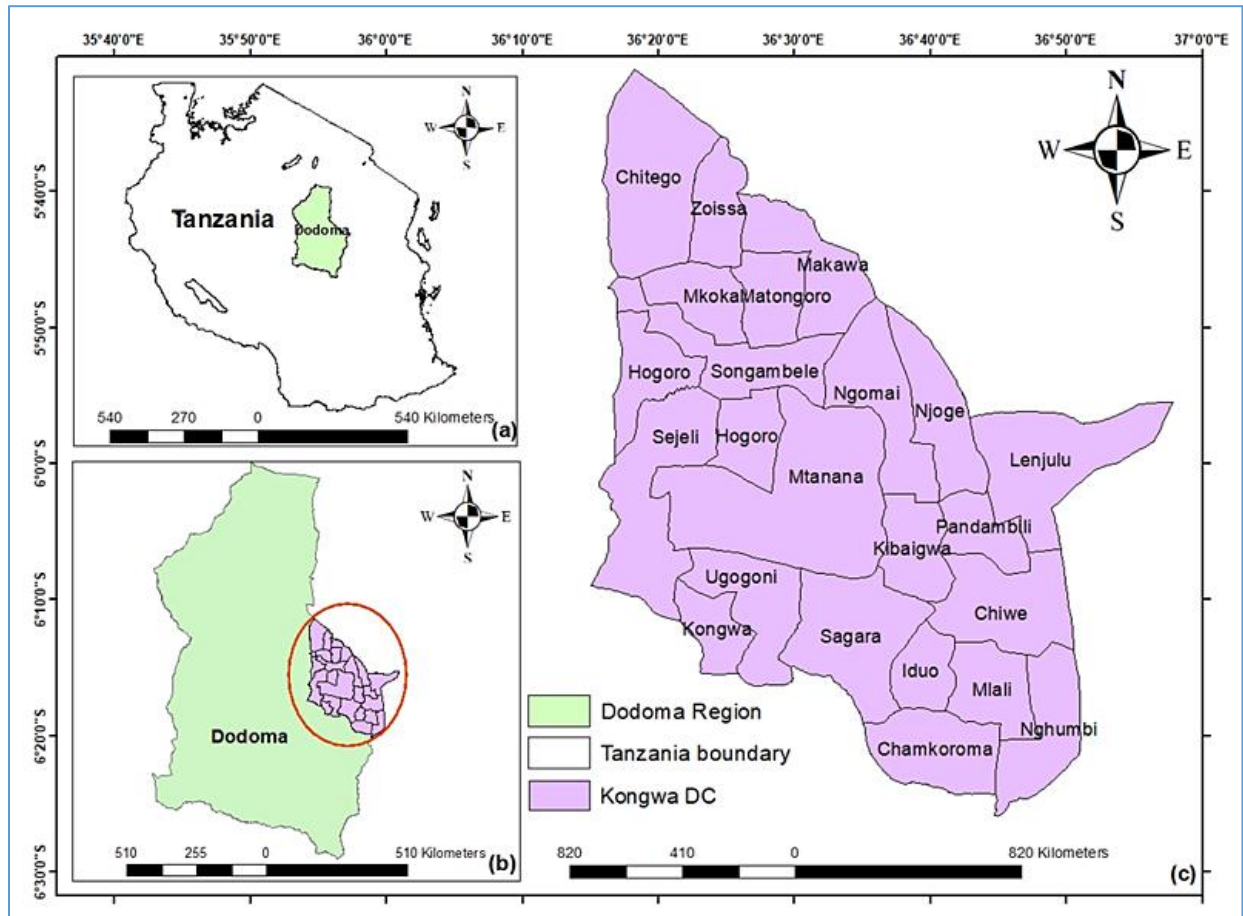 35°40'0"E 35°50'0"E 36°0'0"E 36°10'0"E 36°20'0"E 36°30'0"E 36°40'0"E 36°50'0"E 37°0'0"E
5°40'0"S
5°50'0"S
6°0'0"S
6°10'0"S
6°20'0"S
6°30'0"S
N
W E
S
Tanzania
Dodoma
540 270 0 540 Kilometers
(a)
N
W E
S
Dodoma
510 255 0 510 Kilometers
(b)
N
W E
S
Chitego
Zoissa
Makawa
Mkoka Matongoro
Hogoro Songambele
Ngomai
Njoge
Sejeli Hogoro
Lenjulu
Mtanana
Pandambili
Kibaigwa
Ugogoni
Chiwe
Kongwa
Sagara
Iduo
Mlali
Nghumbi
Chamkoroma
Dodoma Region
Tanzania boundary
Kongwa DC
820 410 0 820 Kilometers
(c)